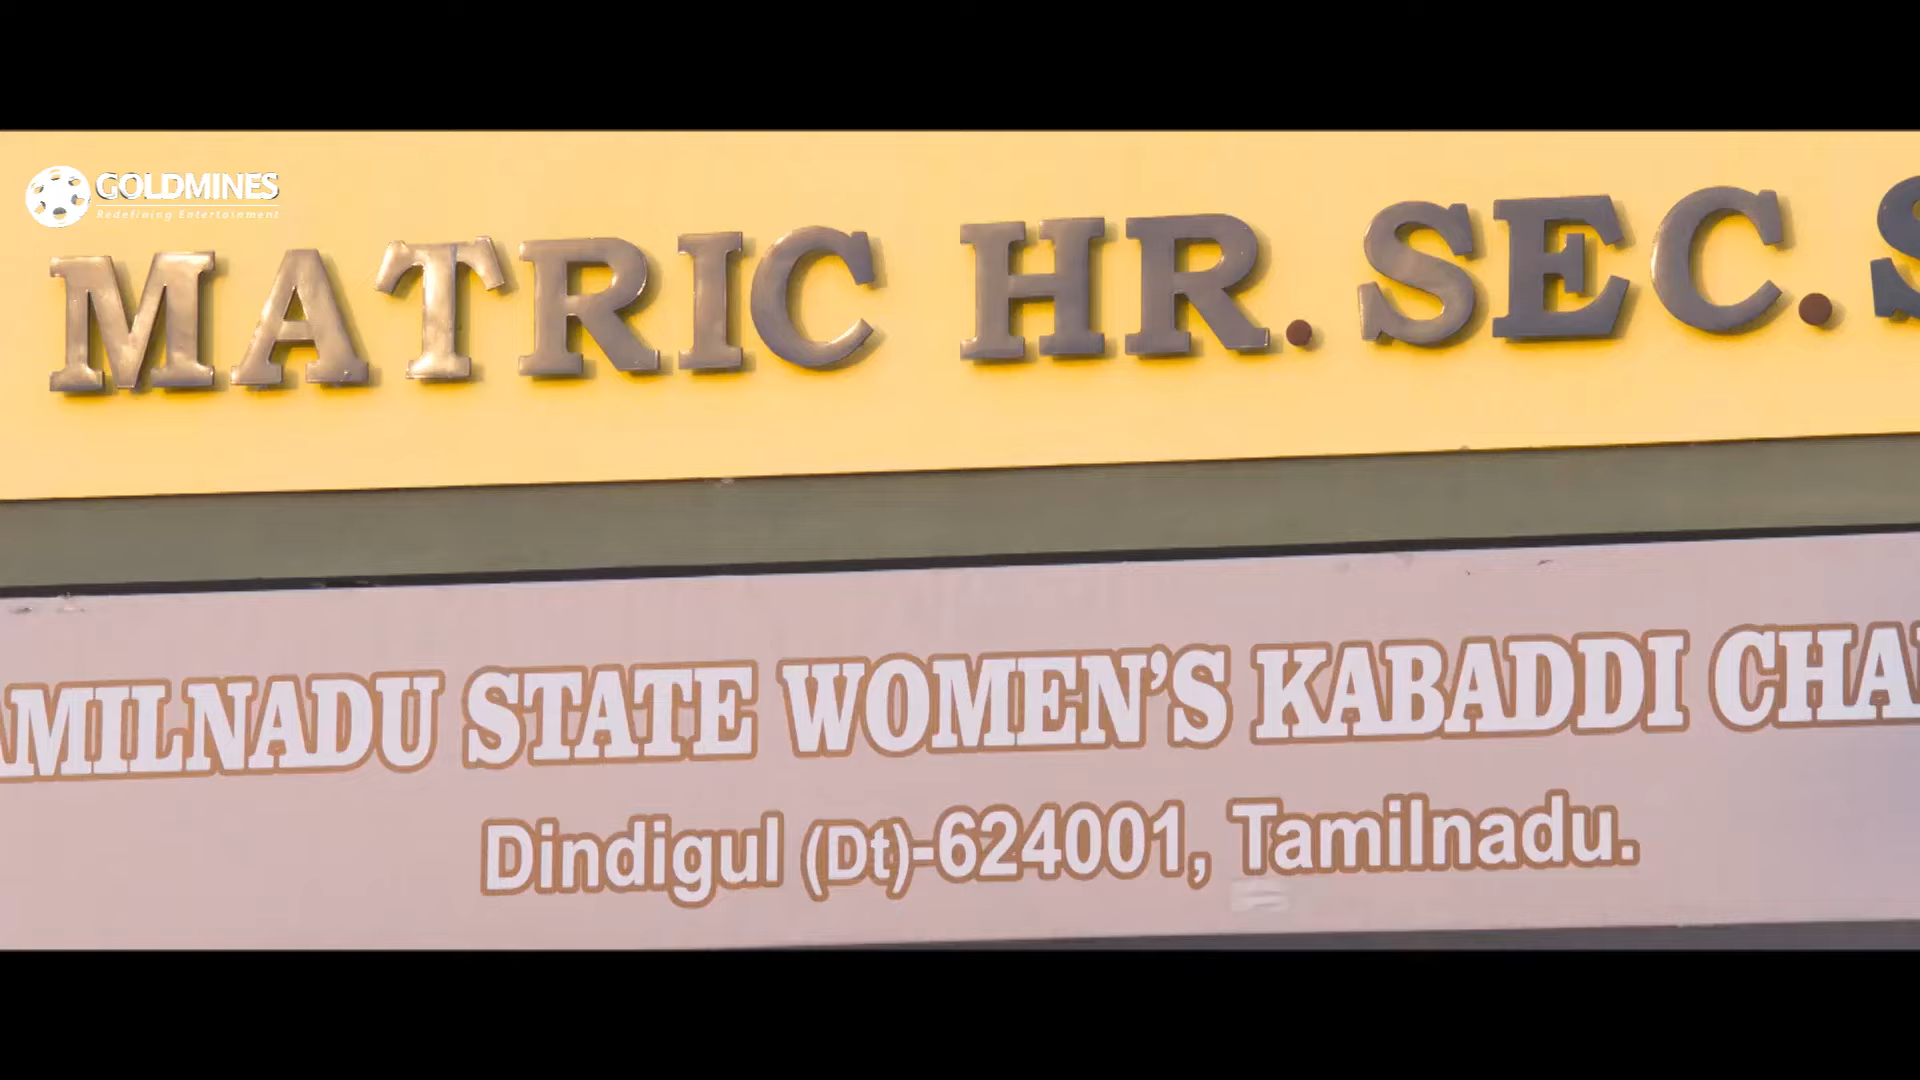 GOLDMINES
Redefining Entertainment
MATRIC HR. SEC. S
AMILNADU STATE WOMEN'S KABADDI CHA
Dindigul (Dt)-624001, Tamilnadu.